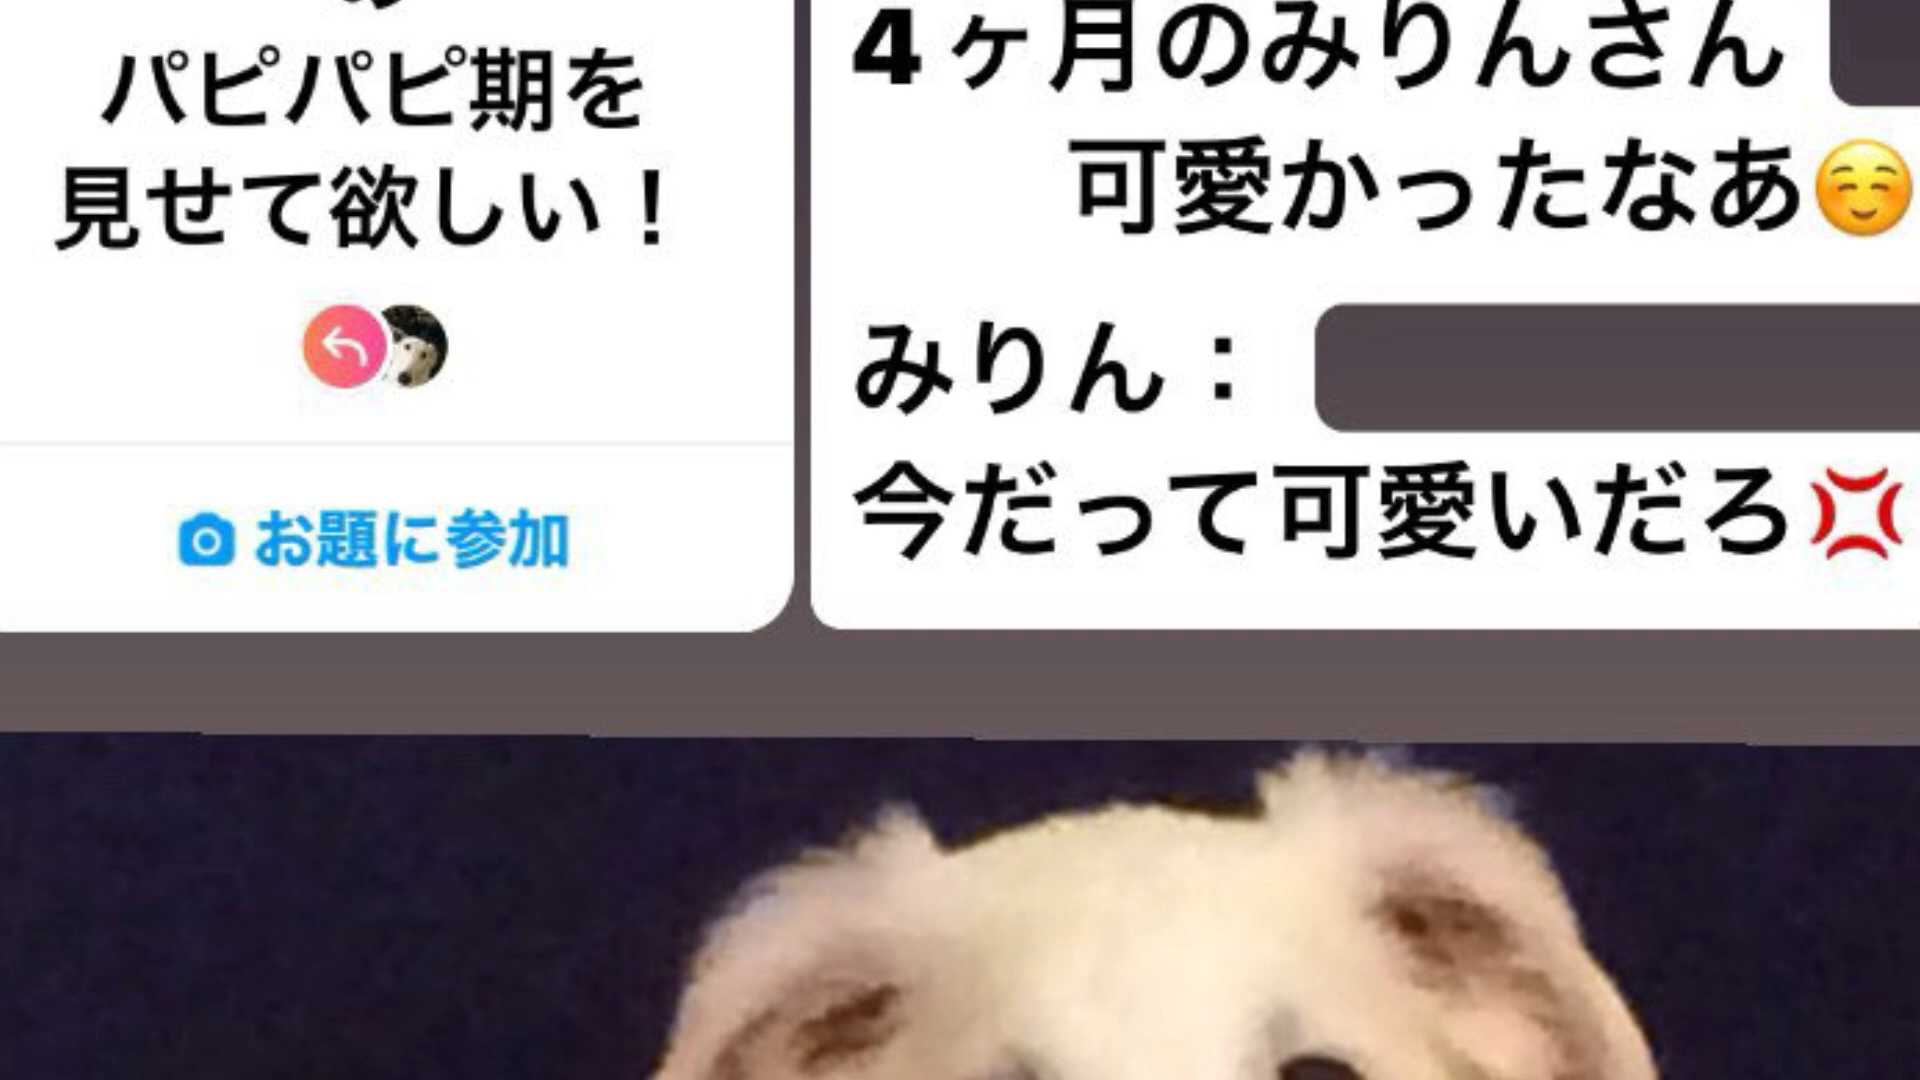 パピパピ期を
見せて欲しい！
お題に参加
4ヶ月のみりんさん
可愛かったなあ☺️
みりん：
今だって可愛いだろ💢